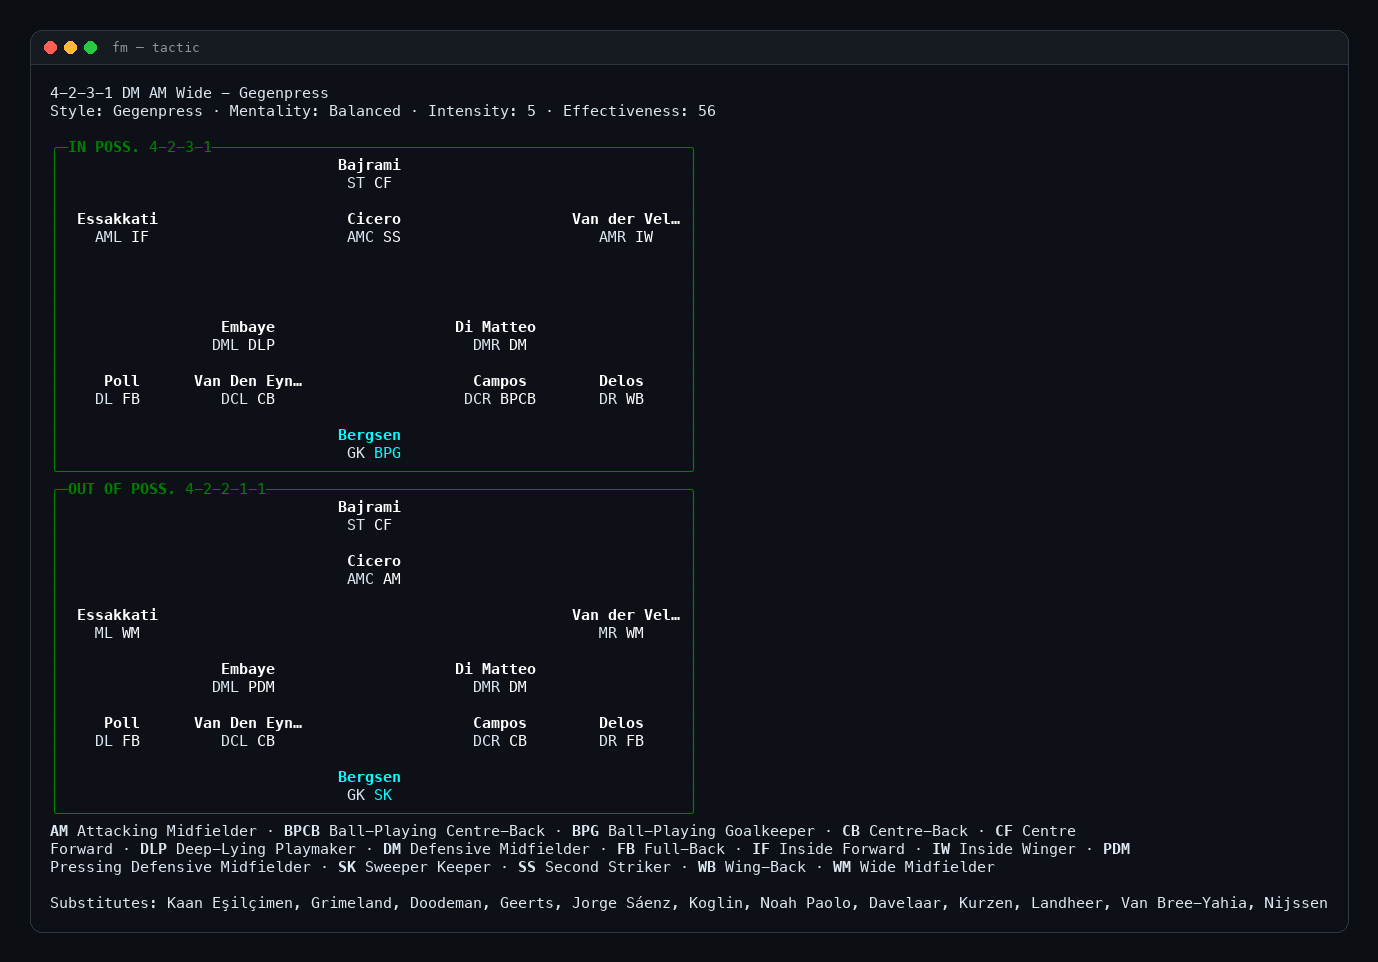 fm — tactic
4-2-3-1 DM AM Wide — Gegenpress
Style: Gegenpress · Mentality: Balanced · Intensity: 5 · Effectiveness: 56
IN POSS. 4-2-3-1
Bajrami
ST CF
Essakkati Cicero Van der Vel…
AML IF AMC SS AMR IW
Embaye Di Matteo
DML DLP DMR DM
Poll Van Den Eyn… Campos Delos
DL FB DCL CB DCR BPCB DR WB
Bergsen
GK BPG
OUT OF POSS. 4-2-2-1-1
Bajrami
ST CF
Cicero
AMC AM
Essakkati Van der Vel…
ML WM MR WM
Embaye Di Matteo
DML PDM DMR DM
Poll Van Den Eyn… Campos Delos
DL FB DCL CB DCR CB DR FB
Bergsen
GK SK
AM Attacking Midfielder · BPCB Ball-Playing Centre-Back · BPG Ball-Playing Goalkeeper · CB Centre-Back · CF Centre
Forward · DLP Deep-Lying Playmaker · DM Defensive Midfielder · FB Full-Back · IF Inside Forward · IW Inside Winger · PDM
Pressing Defensive Midfielder · SK Sweeper Keeper · SS Second Striker · WB Wing-Back · WM Wide Midfielder
Substitutes: Kaan Eşilçimen, Grimeland, Doodeman, Geerts, Jorge Sáenz, Koglin, Noah Paolo, Davelaar, Kurzen, Landheer, Van Bree-Yahia, Nijssen